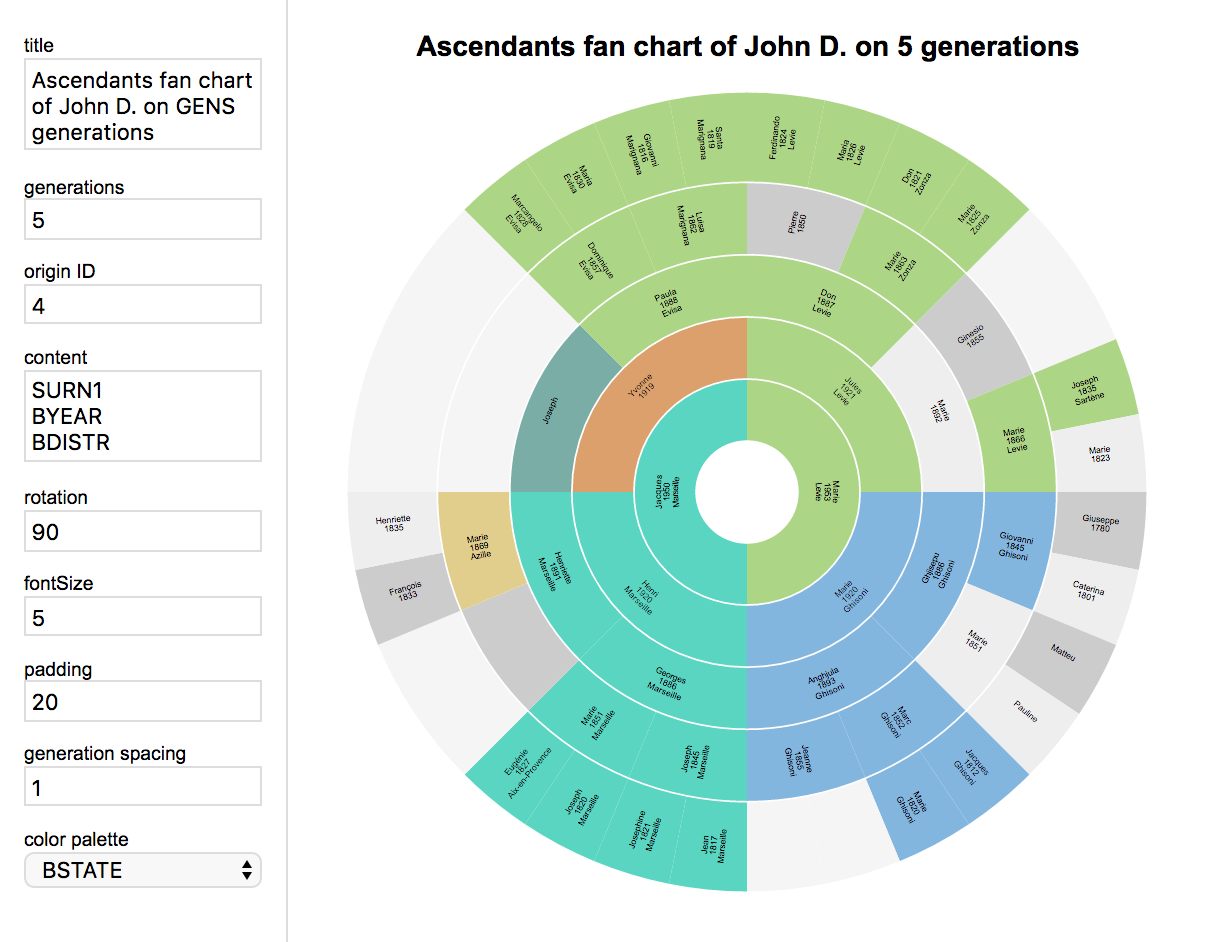 title
Ascendants fan chart
of John D. on GENS
generations
generations
5
origin ID
4
content
SURN1
BYEAR
BDISTR
rotation
90
fontSize
5
padding
20
generation spacing
1
color palette
BSTATE
Ascendants fan chart of John D. on 5 generations
Marcangelo
1828
Evisa
Maria
1830
Evisa
Giovanni
1816
Marignana
Santa
1819
Marignana
Ferdinando
1824
Levie
Maria
1826
Levie
Don
1821
Zonza
Marie
1825
Zonza
Dominique
1857
Evisa
Luisa
1862
Marignana
Pierre
1850
Marie
1863
Zonza
Ginesio
1855
Marie
1866
Levie
Joseph
1835
Sartène
Marie
1823
Paula
1888
Evisa
Don
1887
Levie
Marie
1892
Joseph
Yvonne
1919
Jules
1921
Levie
Jacques
1950
Marseille
Marie
1953
Levie
Henriette
1835
François
1833
Marie
1869
Azille
Henriette
1891
Marseille
Henri
1920
Marseille
Marie
1920
Ghisoni
Ghjsepu
1886
Ghisoni
Giovanni
1845
Ghisoni
Giuseppe
1780
Caterina
1801
Marie
1851
Matteu
Pauline
Georges
1886
Marseille
Anghjula
1893
Ghisoni
Marie
1851
Marseille
Joseph
1845
Marseille
Jeanne
1855
Ghisoni
Marc
1852
Ghisoni
Eugènie
1827
Aix-en-Provence
Joseph
1820
Marseille
Josephine
1821
Marseille
Jean
1817
Marseille
Marie
1820
Ghisoni
Jacques
1812
Ghisoni